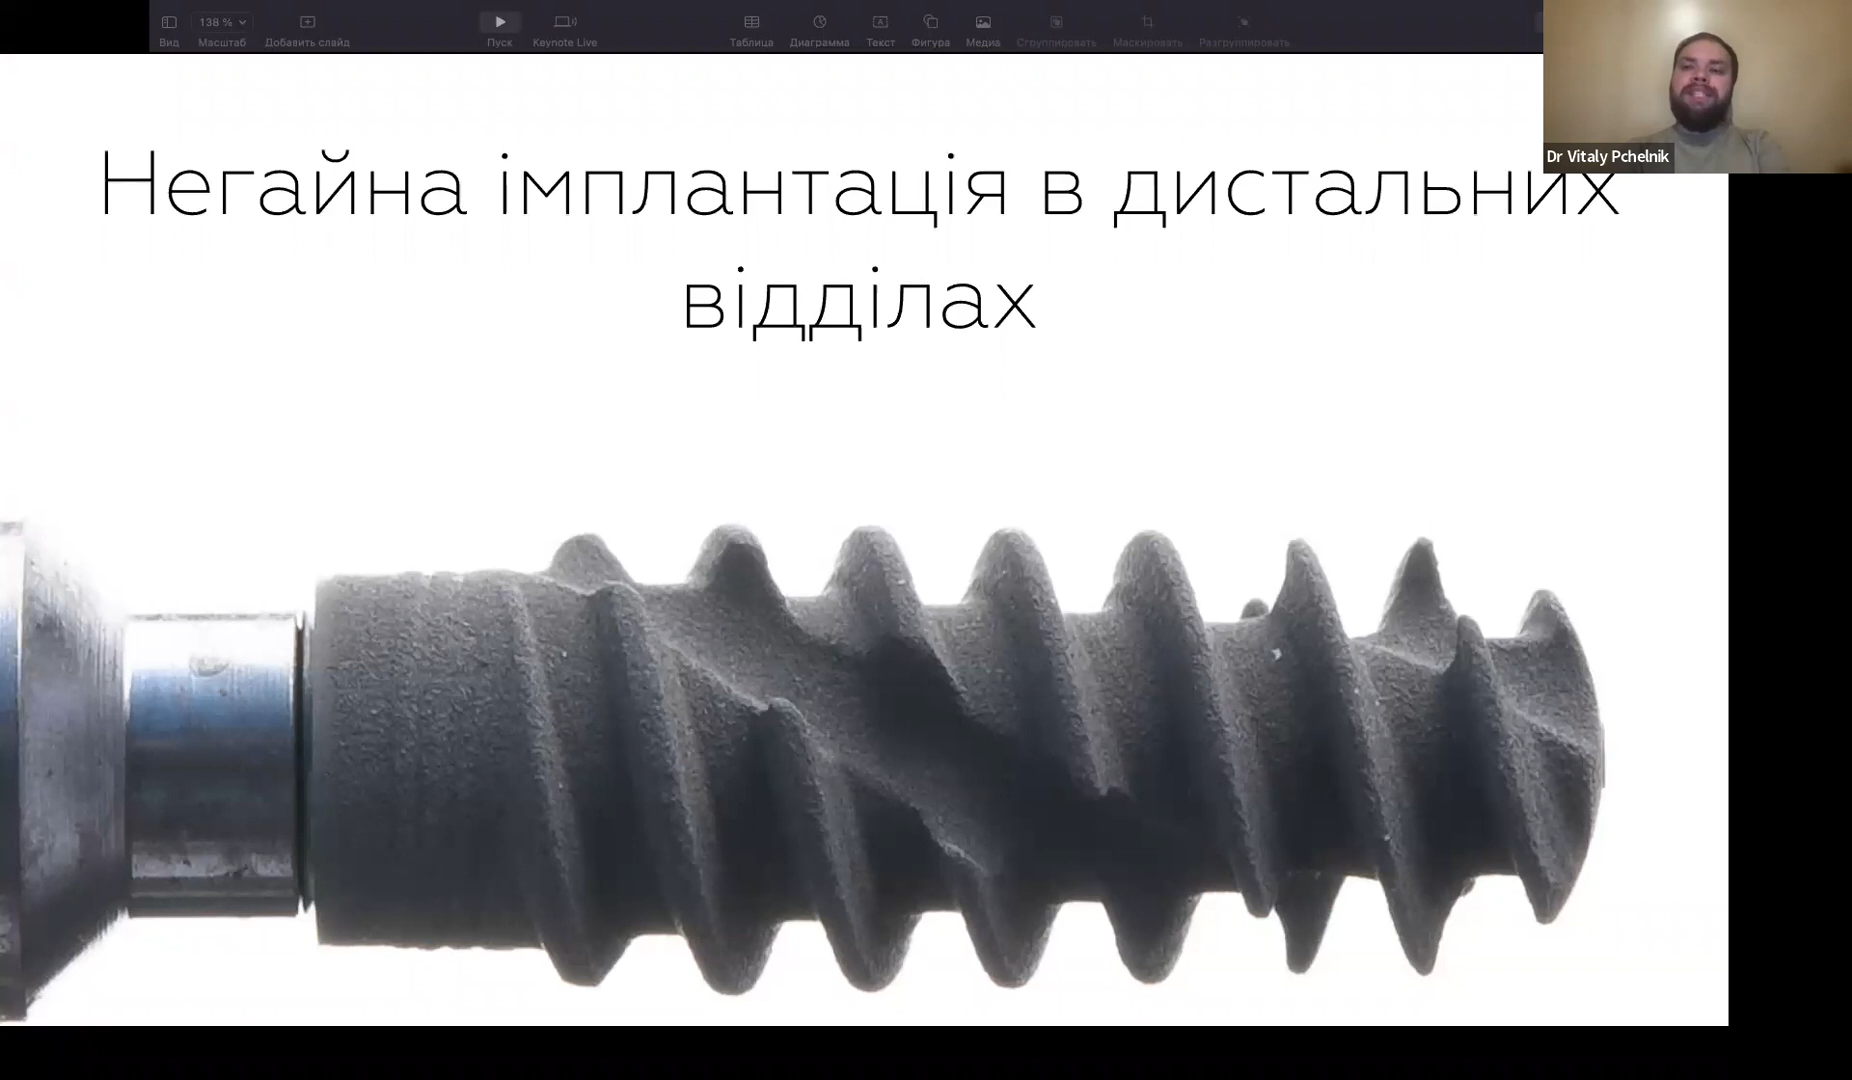 138 %
Вид
Масштаб
Добавить слайд
Пуск
Keynote Live
Таблица
Диаграмма
Текст
Фигура
Медиа
Сгруппировать
Маскировать
Разгруппировать
Dr Vitaly Pchelnik
Негайна імплантація в дистальних
відділах